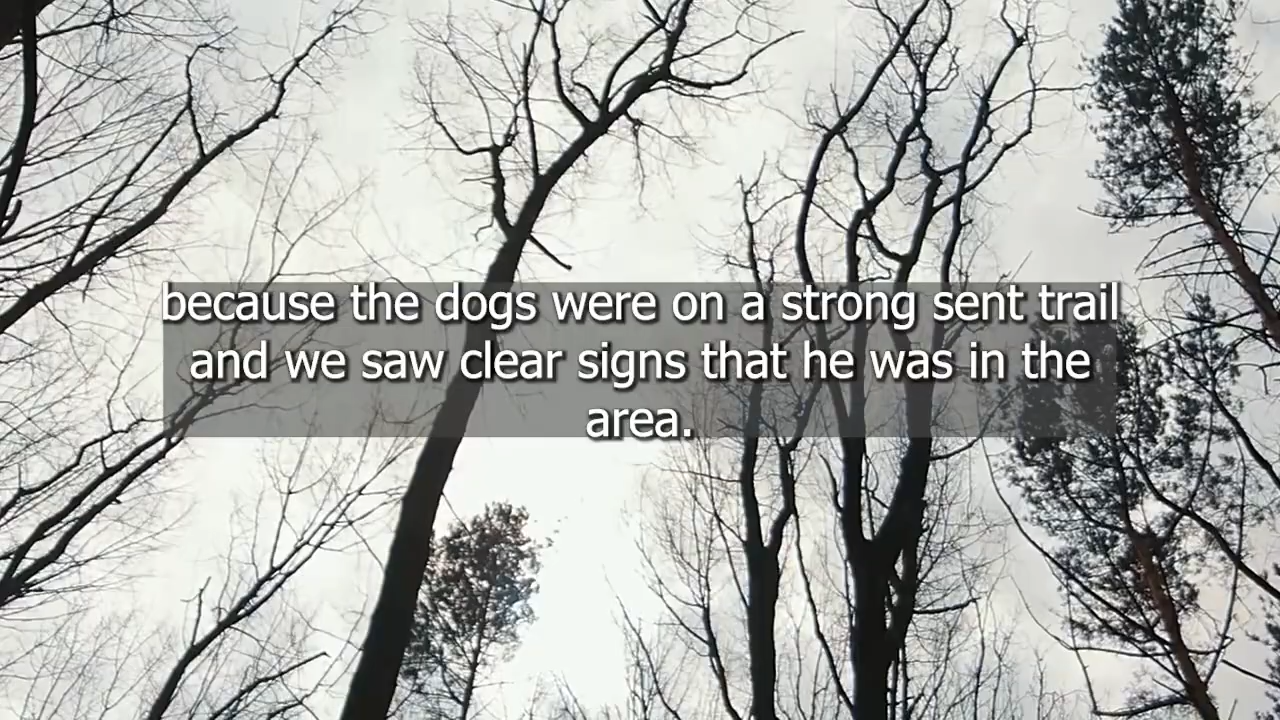 because the dogs were on a strong sent trail
and we saw clear signs that he was in the
area.